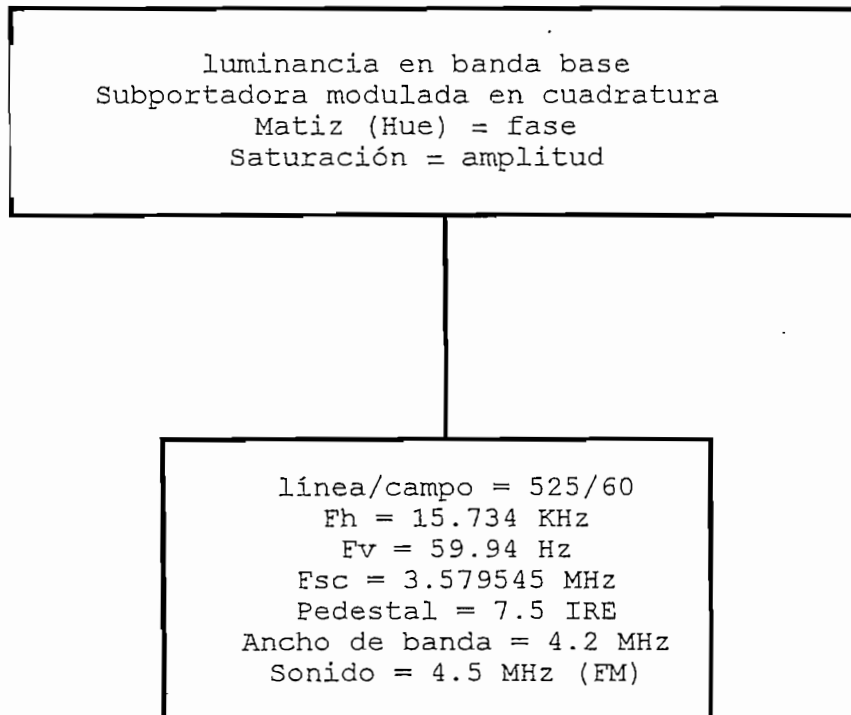 luminancia en banda base
Subportadora modulada en cuadratura
Matiz (Hue) = fase
Saturación = amplitud
línea/campo = 525/60
Fh = 15.734 KHz
Fv = 59.94 Hz
Fsc = 3.579545 MHz
Pedestal = 7.5 IRE
Ancho de banda = 4.2 MHz
Sonido = 4.5 MHz (FM)